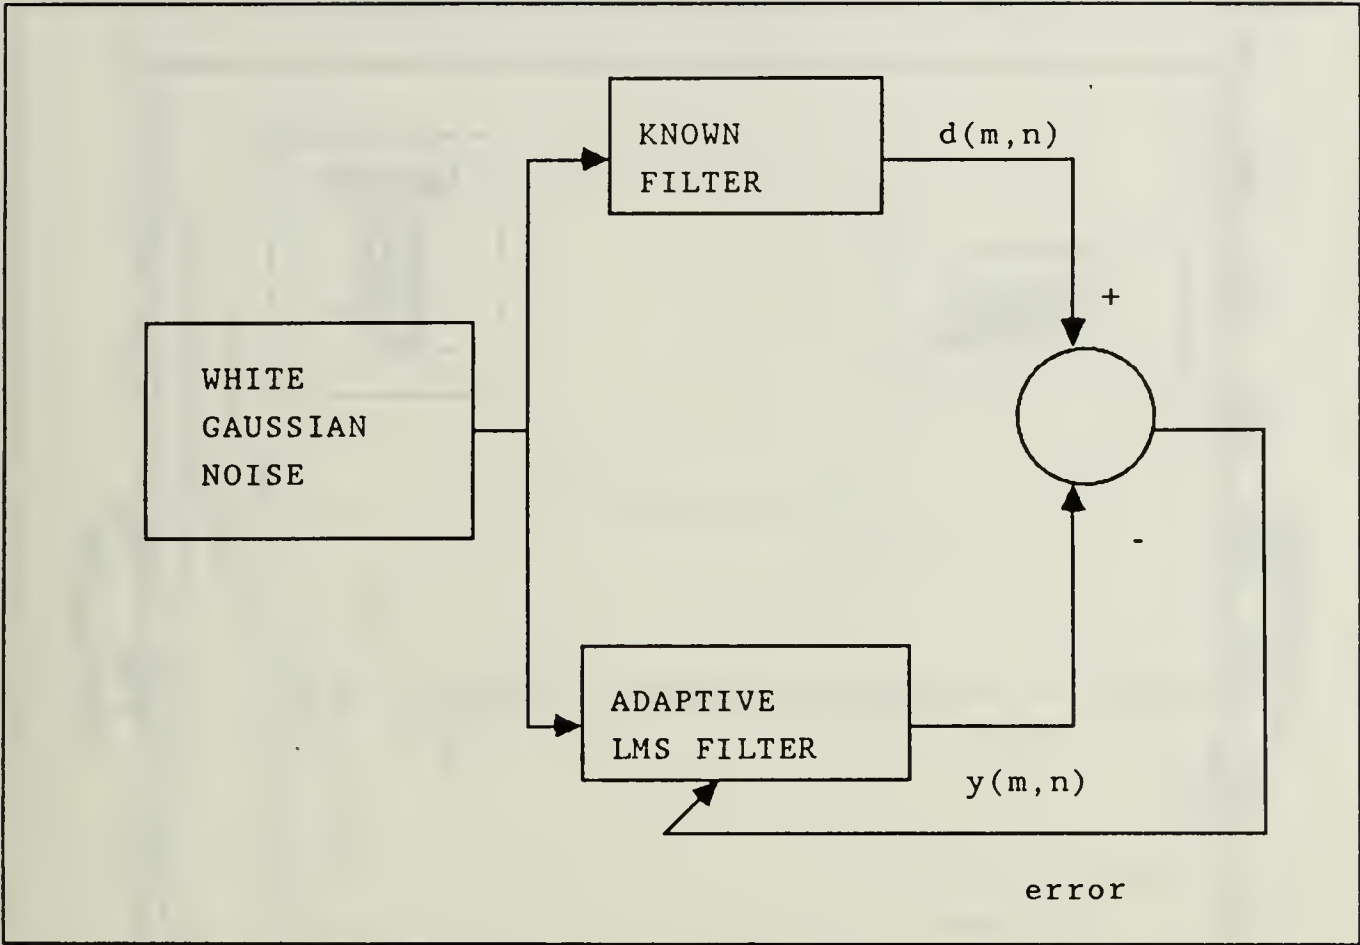 KNOWN
FILTER
d(m,n)
+
WHITE
GAUSSIAN
NOISE
-
ADAPTIVE
LMS FILTER
y(m,n)
error